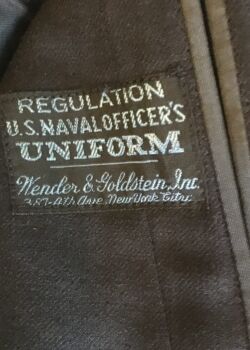 REGULATION
U.S. NAVAL OFFICER'S
UNIFORM
Wender & Goldstein, Inc.
387-4th Ave. New York City